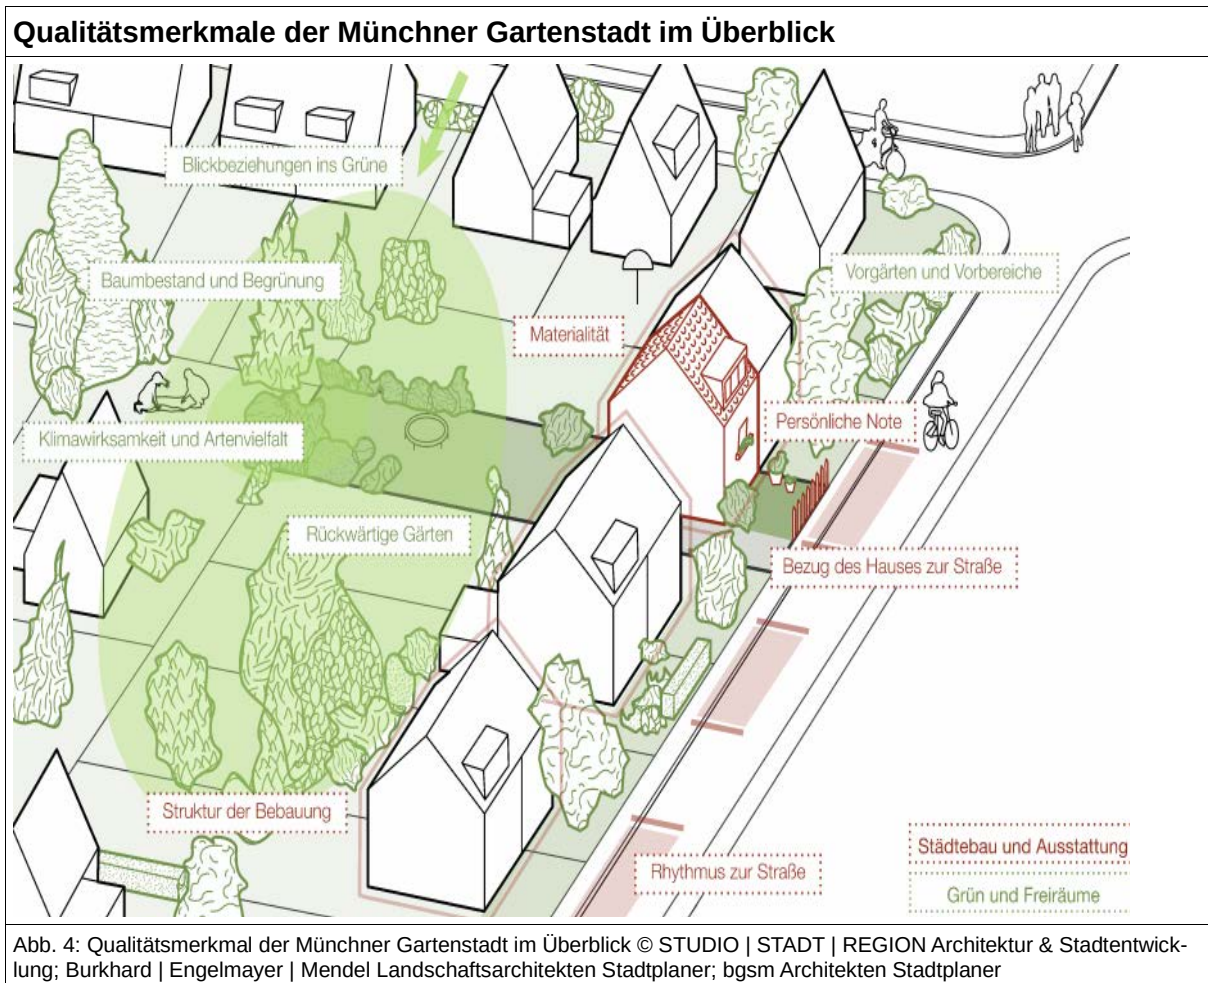 Qualitätsmerkmale der Münchner Gartenstadt im Überblick
Blickbeziehungen ins Grüne
Baumbestand und Begrünung
Vorgärten und Vorbereiche
Materialität
Persönliche Note
Klimawirksamkeit und Artenvielfalt
Rückwärtige Gärten
Bezug des Hauses zur Straße
Struktur der Bebauung
Rhythmus zur Straße
Städtebau und Ausstattung
Grün und Freiräume
Abb. 4: Qualitätsmerkmal der Münchner Gartenstadt im Überblick © STUDIO | STADT | REGION Architektur & Stadtentwick-
lung; Burkhard | Engelmayer | Mendel Landschaftsarchitekten Stadtplaner; bgsm Architekten Stadtplaner